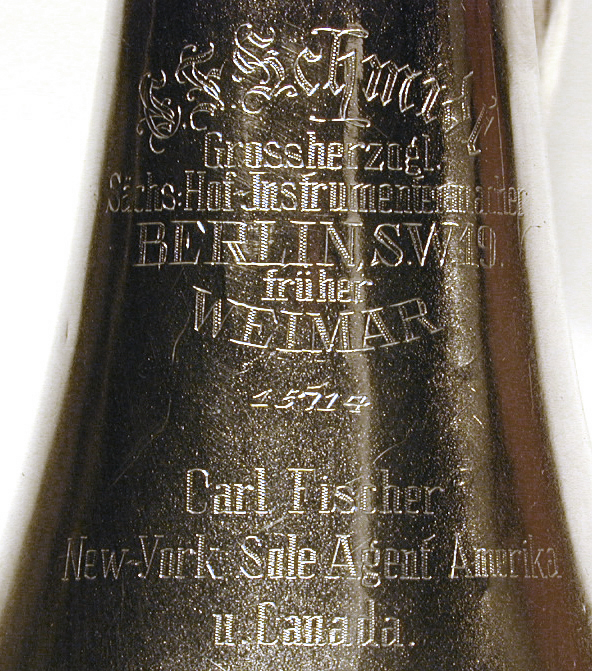 C.F. Schmidt
Grossherzogl.
Sächs: Hof-Instrumentenmacher
BERLIN, S.W.19.
früher
WEIMAR
15714
Carl Fischer
New-York Sole Agent Amerika
u. Canada.